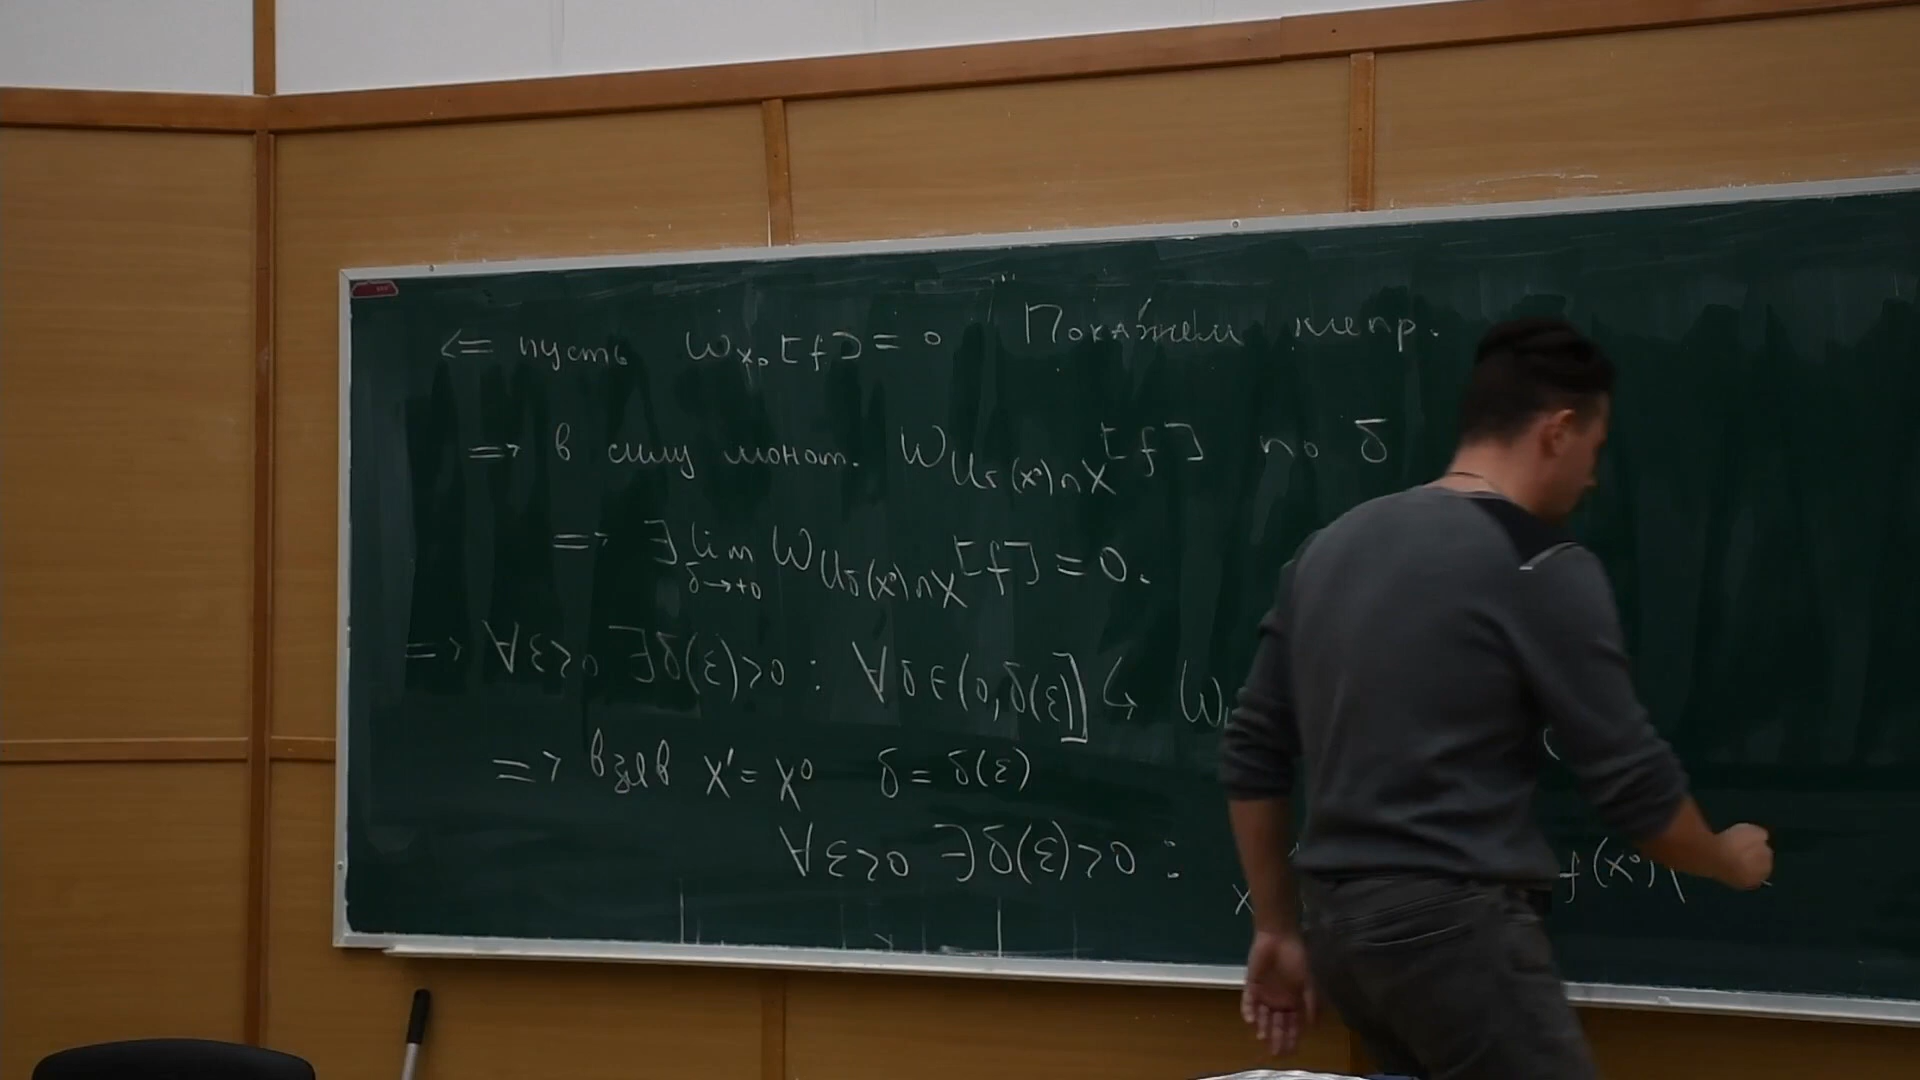 <= пусть ω_{x₀}[f] = 0 Покажем непр.
=> в силу монот. ω_{U_δ(x⁰)∩X}[f] по δ
=> ∃ lim_{δ→+0} ω_{U_δ(x⁰)∩X}[f] = 0.
=> ∀ε>0 ∃δ(ε)>0 : ∀δ∈(0,δ(ε)] ↪ ω
=> взяв x' = x⁰ δ = δ(ε)
∀ε>0 ∃δ(ε)>0 : x f(x⁰)|